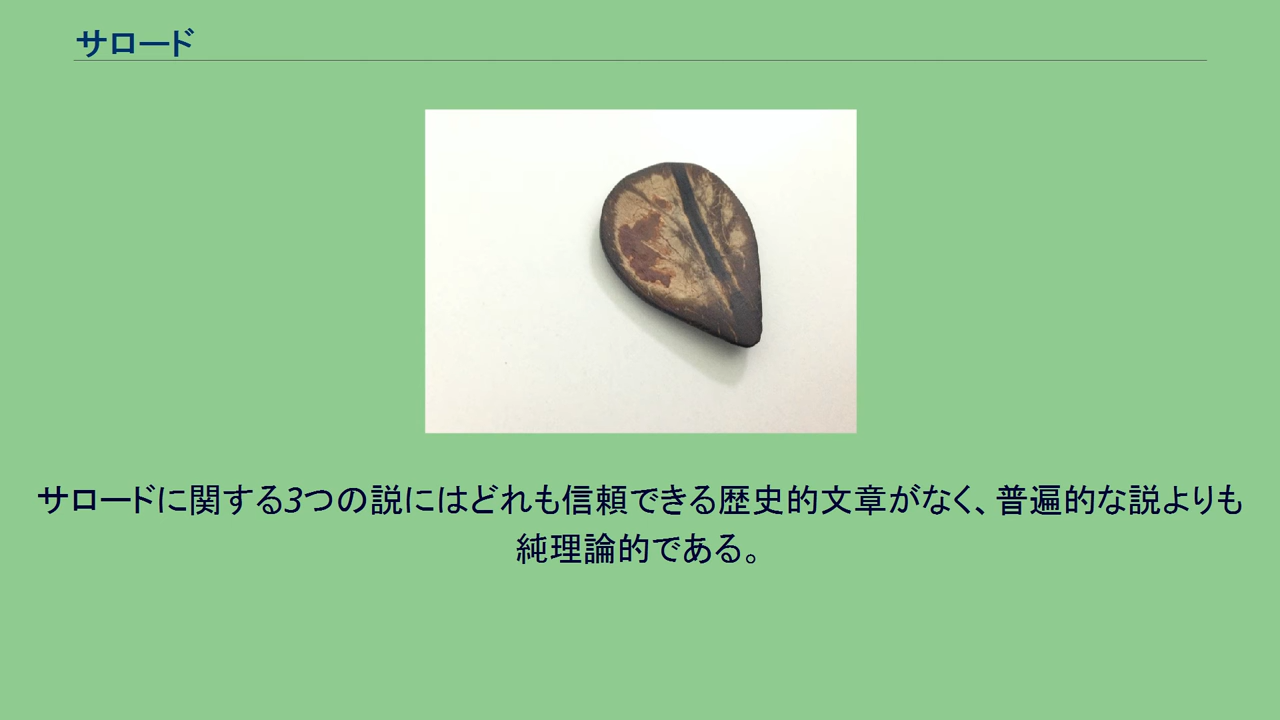 サロード
サロードに関する3つの説にはどれも信頼できる歴史的文章がなく、普遍的な説よりも
純理論的である。